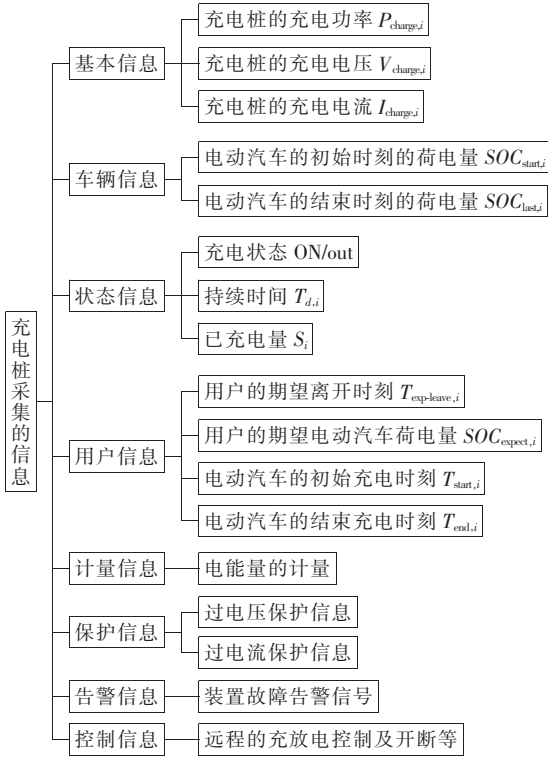 充电桩采集的信息
基本信息
充电桩的充电功率 P_charge,i
充电桩的充电电压 V_charge,i
充电桩的充电电流 I_charge,i
车辆信息
电动汽车的初始时刻的荷电量 SOC_start,i
电动汽车的结束时刻的荷电量 SOC_last,i
状态信息
充电状态 ON/out
持续时间 T_d,i
已充电量 S_i
用户信息
用户的期望离开时刻 T_exp-leave,i
用户的期望电动汽车荷电量 SOC_expect,i
电动汽车的初始充电时刻 T_start,i
电动汽车的结束充电时刻 T_end,i
计量信息
电能量的计量
保护信息
过电压保护信息
过电流保护信息
告警信息
装置故障告警信号
控制信息
远程的充放电控制及开断等